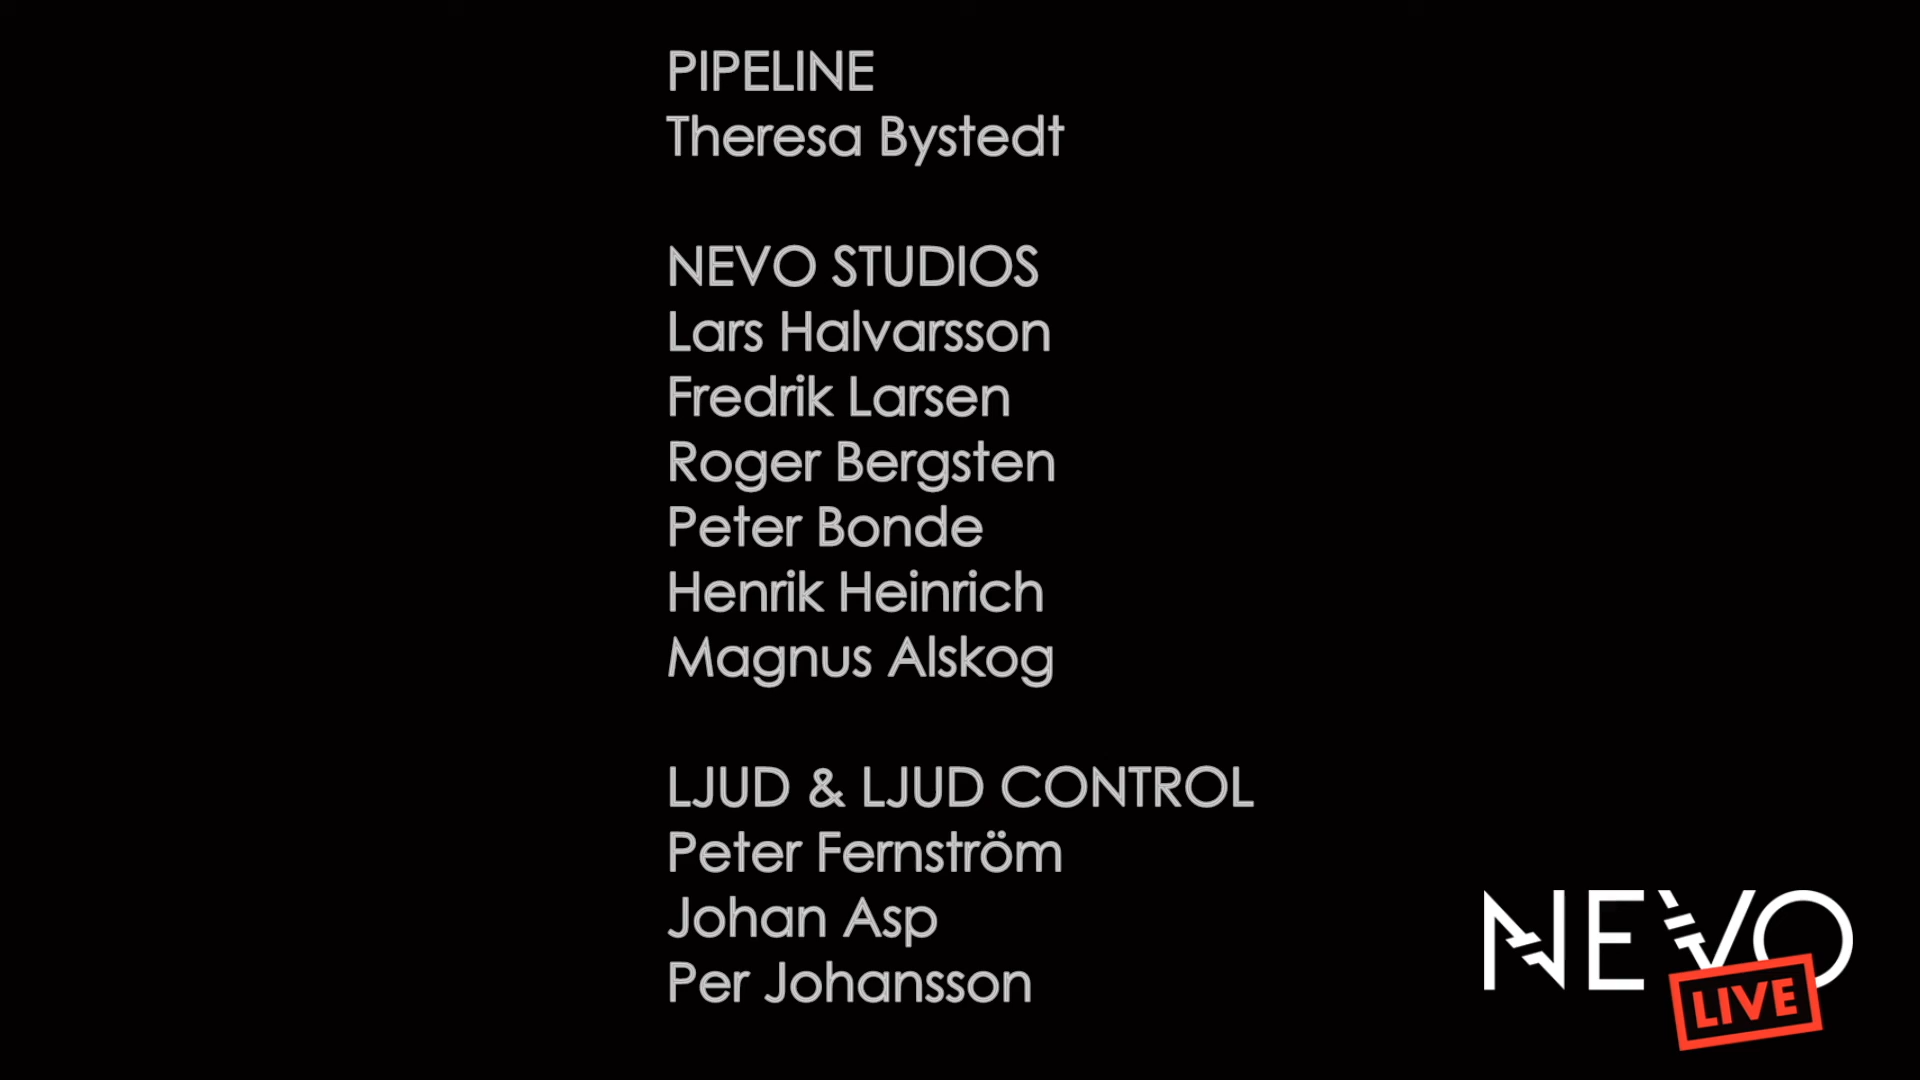 PIPELINE
Theresa Bystedt
NEVO STUDIOS
Lars Halvarsson
Fredrik Larsen
Roger Bergsten
Peter Bonde
Henrik Heinrich
Magnus Alskog
LJUD & LJUD CONTROL
Peter Fernström
Johan Asp
Per Johansson
NEVO
LIVE